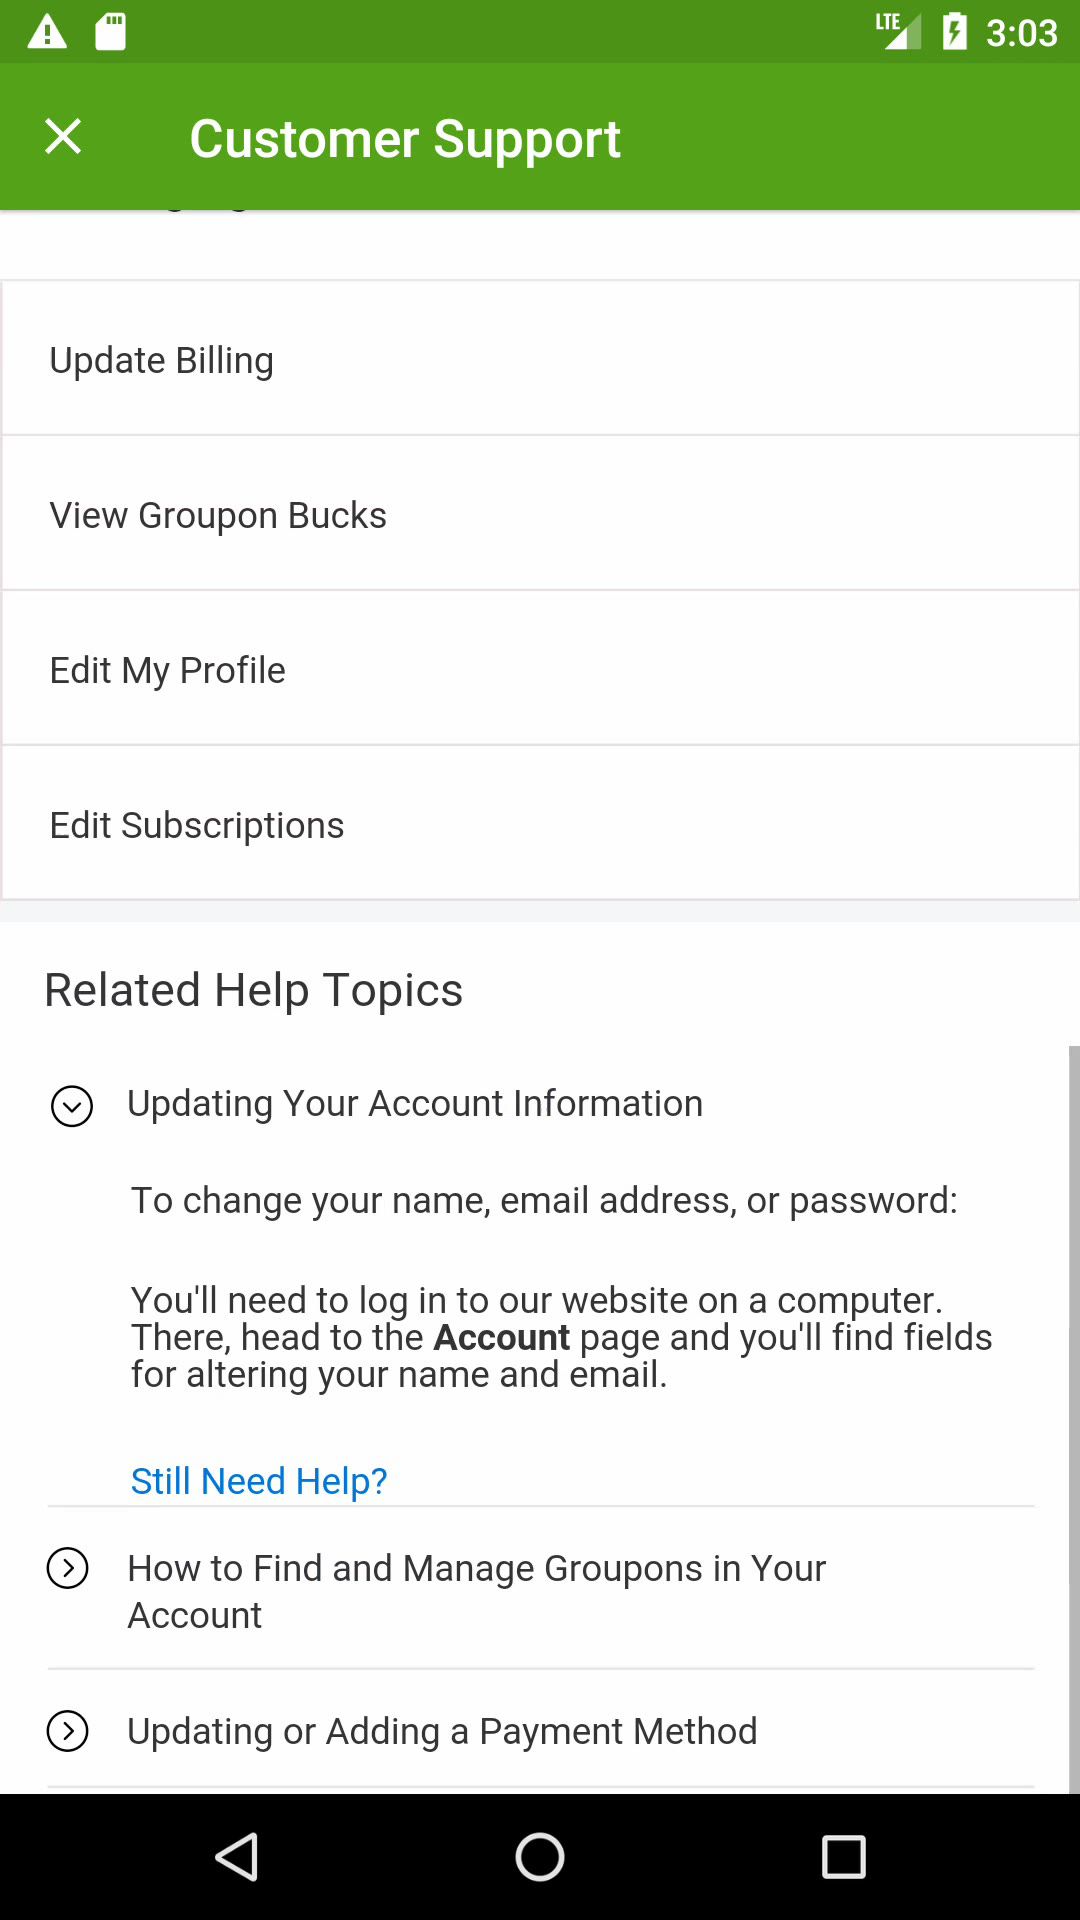 LTE 3:03
Customer Support
Update Billing
View Groupon Bucks
Edit My Profile
Edit Subscriptions
Related Help Topics
Updating Your Account Information
To change your name, email address, or password:
You'll need to log in to our website on a computer.
There, head to the Account page and you'll find fields
for altering your name and email.
Still Need Help?
How to Find and Manage Groupons in Your
Account
Updating or Adding a Payment Method